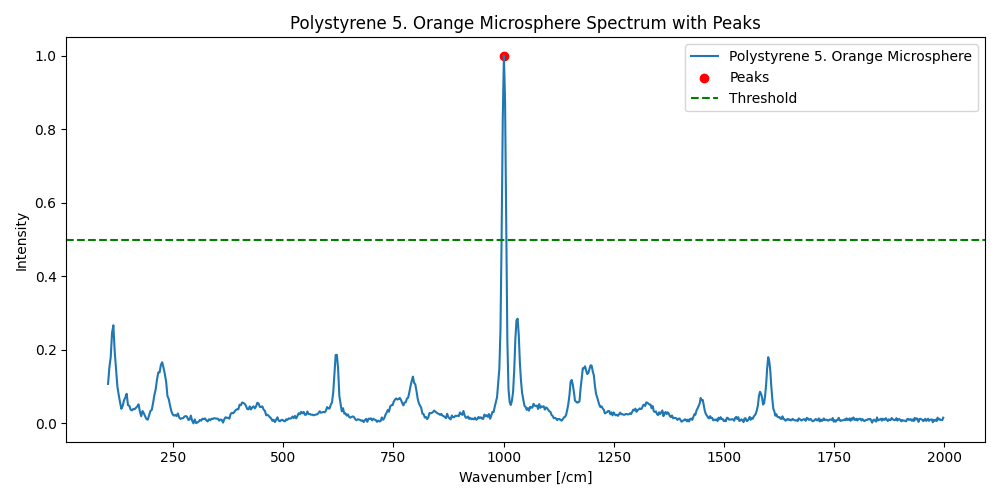 Polystyrene 5. Orange Microsphere Spectrum with Peaks
Polystyrene 5. Orange Microsphere
Peaks
Threshold
1.0
0.8
0.6
0.4
0.2
0.0
Intensity
250
500
750
1000
1250
1500
1750
2000
Wavenumber [/cm]